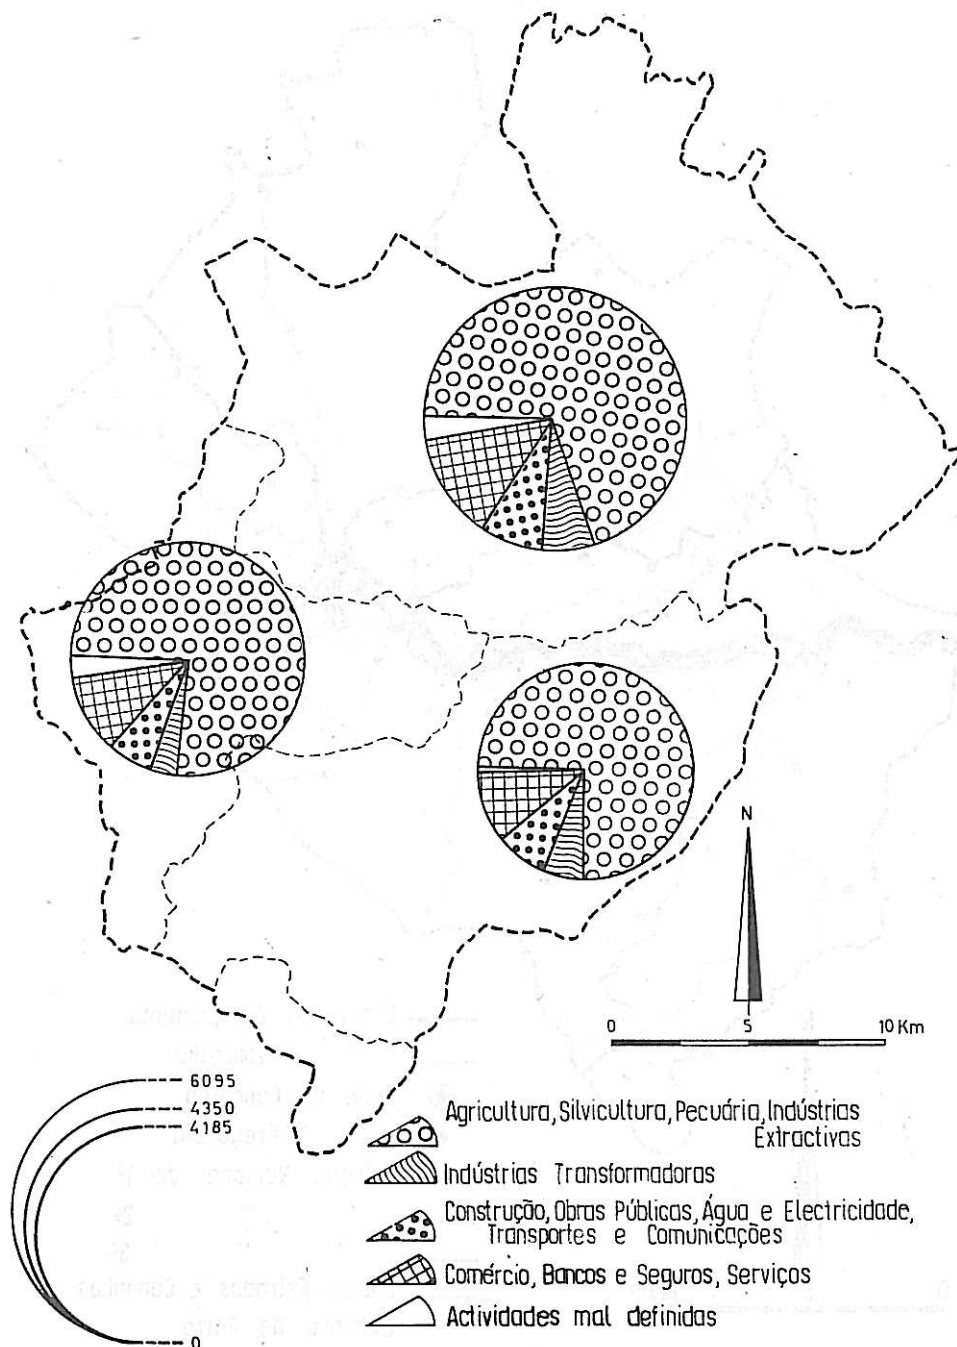 N
0 5 10 Km
6095
4350
4185
0
Agricultura, Silvicultura, Pecuária, Indústrias
Extractivas
Indústrias Transformadoras
Construção, Obras Públicas, Água e Electricidade,
Transportes e Comunicações
Comércio, Bancos e Seguros, Serviços
Actividades mal definidas